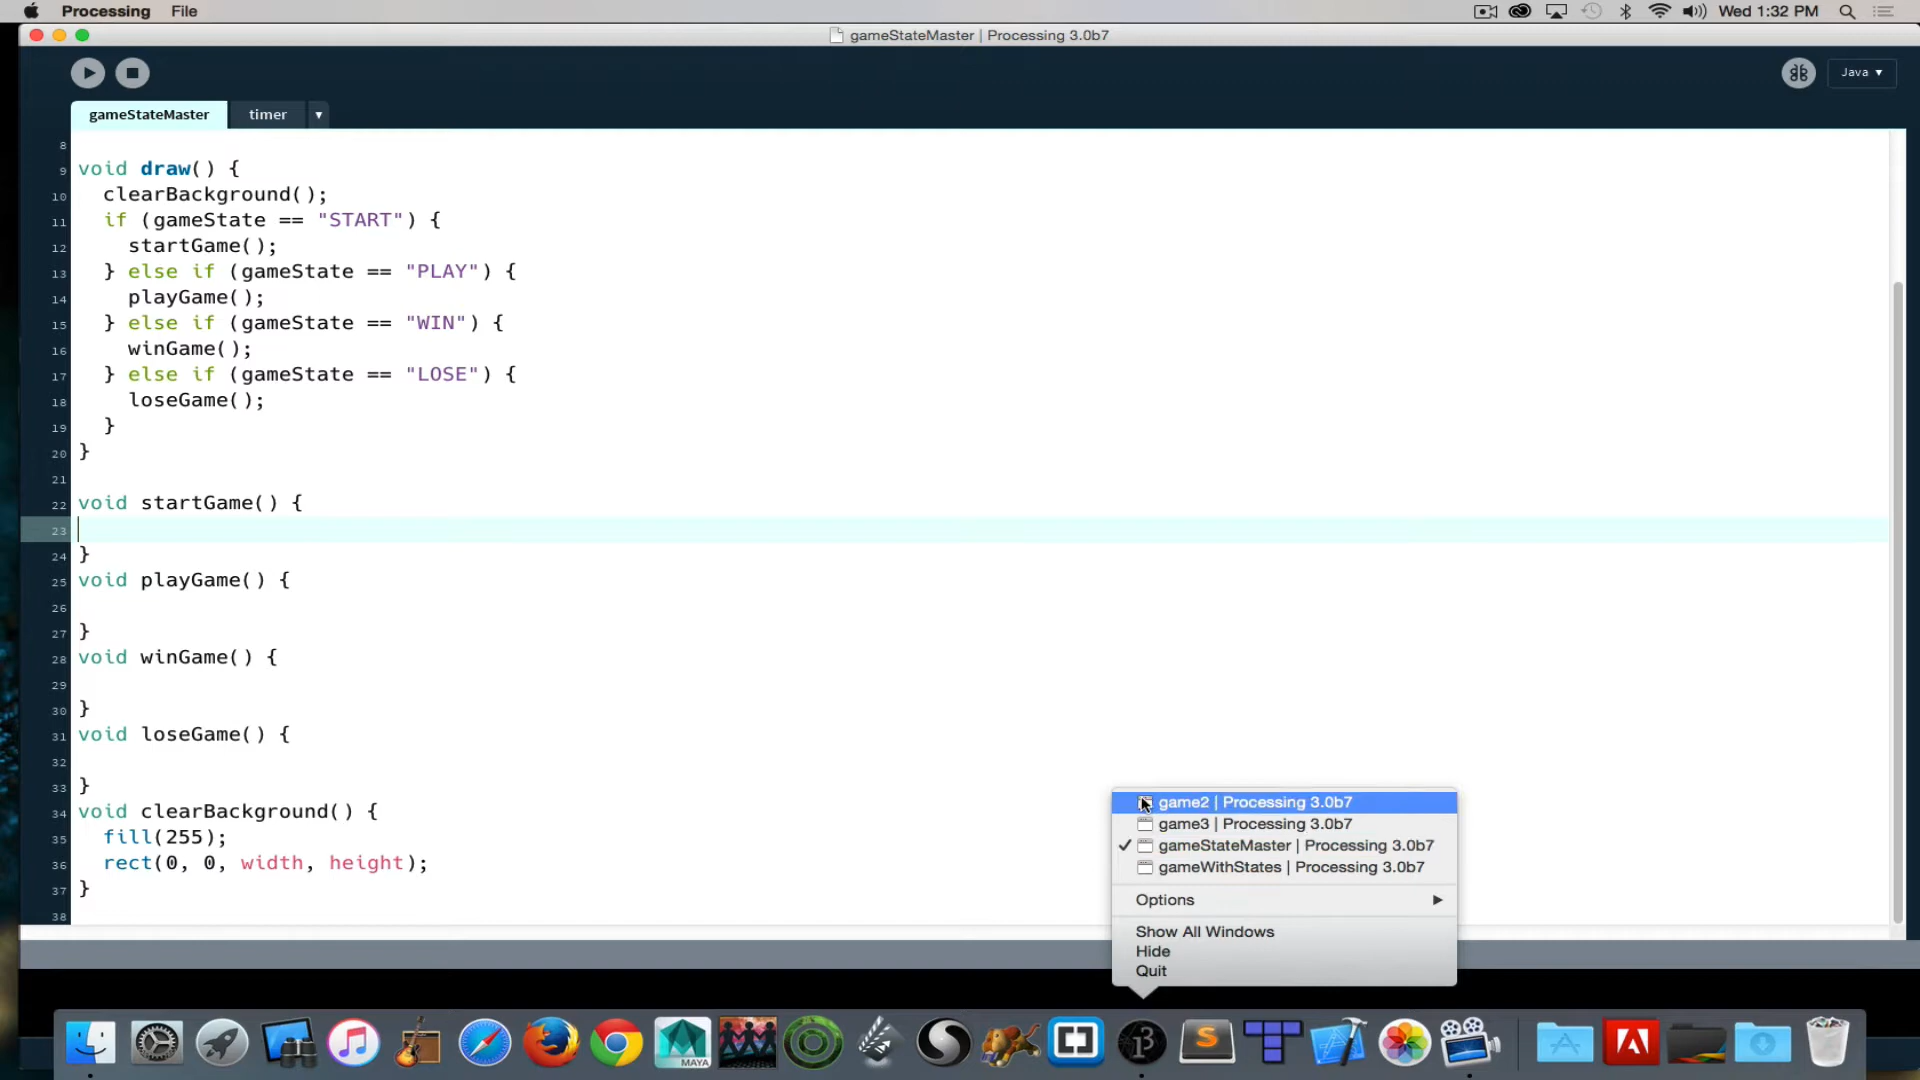 Processing File Wed 1:32 PM
gameStateMaster | Processing 3.0b7
Java ▾
gameStateMaster timer ▾
8
9 void draw() {
10 clearBackground();
11 if (gameState == "START") {
12 startGame();
13 } else if (gameState == "PLAY") {
14 playGame();
15 } else if (gameState == "WIN") {
16 winGame();
17 } else if (gameState == "LOSE") {
18 loseGame();
19 }
20 }
21
22 void startGame() {
23
24 }
25 void playGame() {
26
27 }
28 void winGame() {
29
30 }
31 void loseGame() {
32
33 }
34 void clearBackground() {
35 fill(255);
36 rect(0, 0, width, height);
37 }
38
game2 | Processing 3.0b7
game3 | Processing 3.0b7
✓ gameStateMaster | Processing 3.0b7
gameWithStates | Processing 3.0b7
Options ▶
Show All Windows
Hide
Quit
MAYA